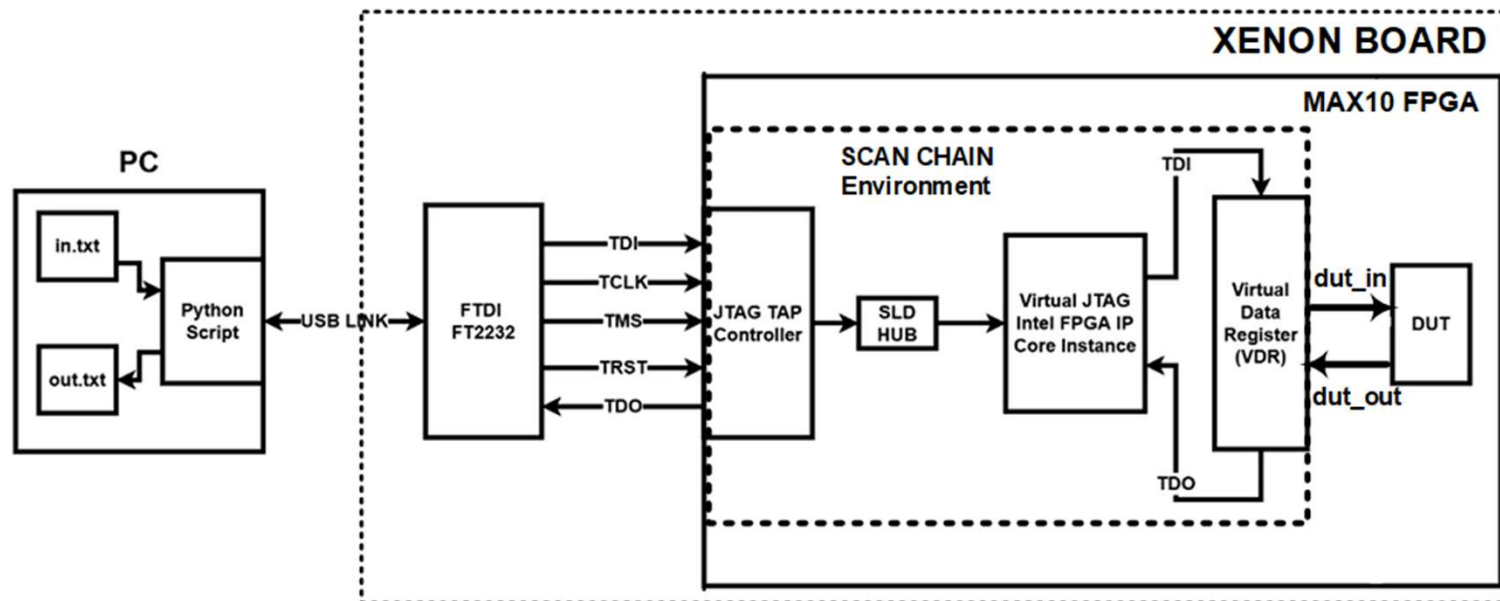 XENON BOARD
MAX10 FPGA
PC
in.txt
out.txt
Python
Script
USB LINK
FTDI
FT2232
TDI
TCLK
TMS
TRST
TDO
SCAN CHAIN
Environment
JTAG TAP
Controller
SLD
HUB
Virtual JTAG
Intel FPGA IP
Core Instance
TDI
TDO
Virtual
Data
Register
(VDR)
dut_in
dut_out
DUT